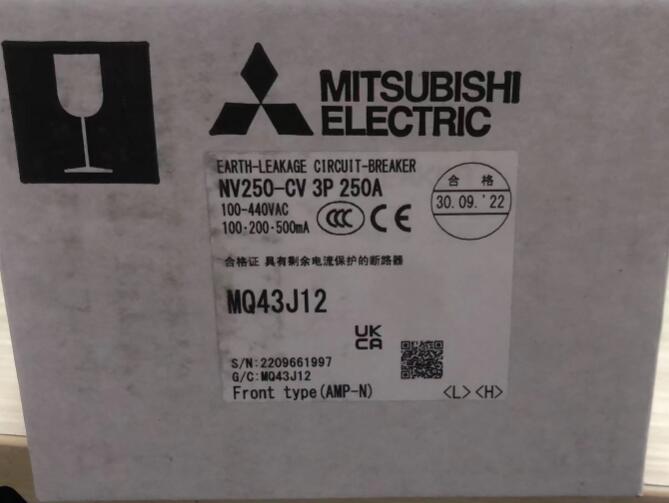 MITSUBISHI
ELECTRIC
EARTH-LEAKAGE CIRCUIT-BREAKER
NV250-CV 3P 250A
100-440VAC
100·200·500mA
CCC CE
合格
30.09.'22
合格证 具有剩余电流保护的断路器
MQ43J12
UK
CA
S/N:2209661997
G/C:MQ43J12
Front type(AMP-N)
<L> <H>